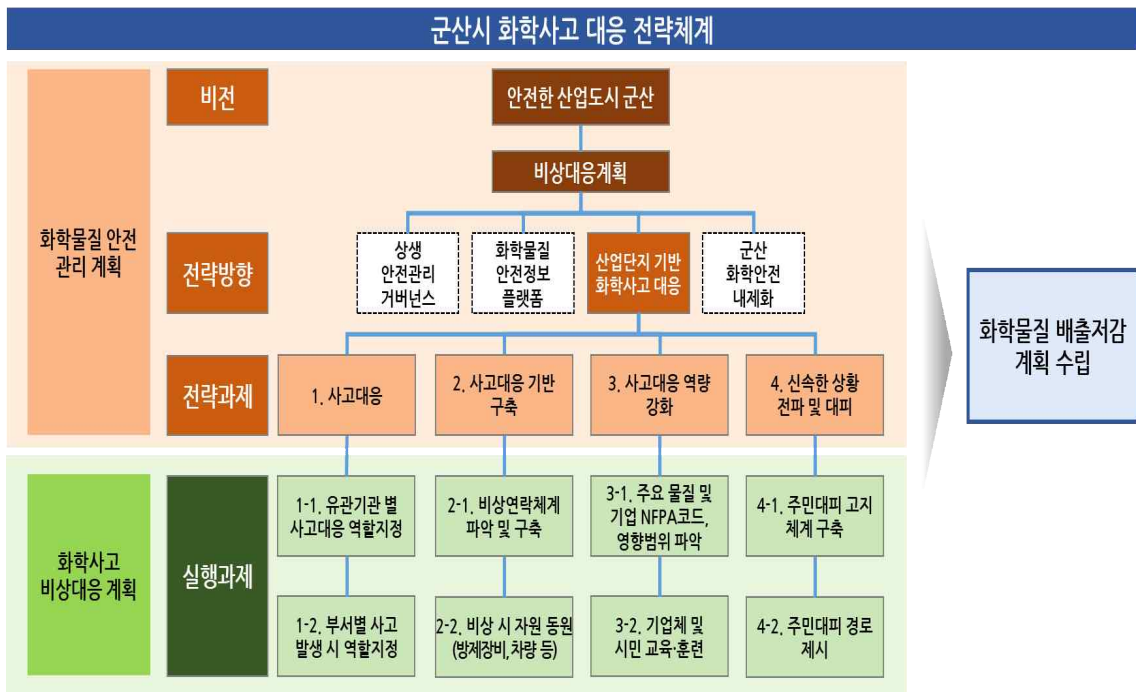 군산시 화학사고 대응 전략체계
화학물질 안전
관리 계획
비전
안전한 산업도시 군산
비상대응계획
전략방향
상생
안전관리
거버넌스
화학물질
안전정보
플랫폼
산업단지 기반
화학사고 대응
군산
화학안전
내제화
전략과제
1. 사고대응
2. 사고대응 기반
구축
3. 사고대응 역량
강화
4. 신속한 상황
전파 및 대피
화학사고
비상대응 계획
실행과제
1-1. 유관기관 별
사고대응 역할지정
2-1. 비상연락체계
파악 및 구축
3-1. 주요 물질 및
기업 NFPA코드,
영향범위 파악
4-1. 주민대피 고지
체계 구축
1-2. 부서별 사고
발생 시 역할지정
2-2. 비상 시 자원 동원
(방제장비,차량 등)
3-2. 기업체 및
시민 교육·훈련
4-2. 주민대피 경로
제시
화학물질 배출저감
계획 수립